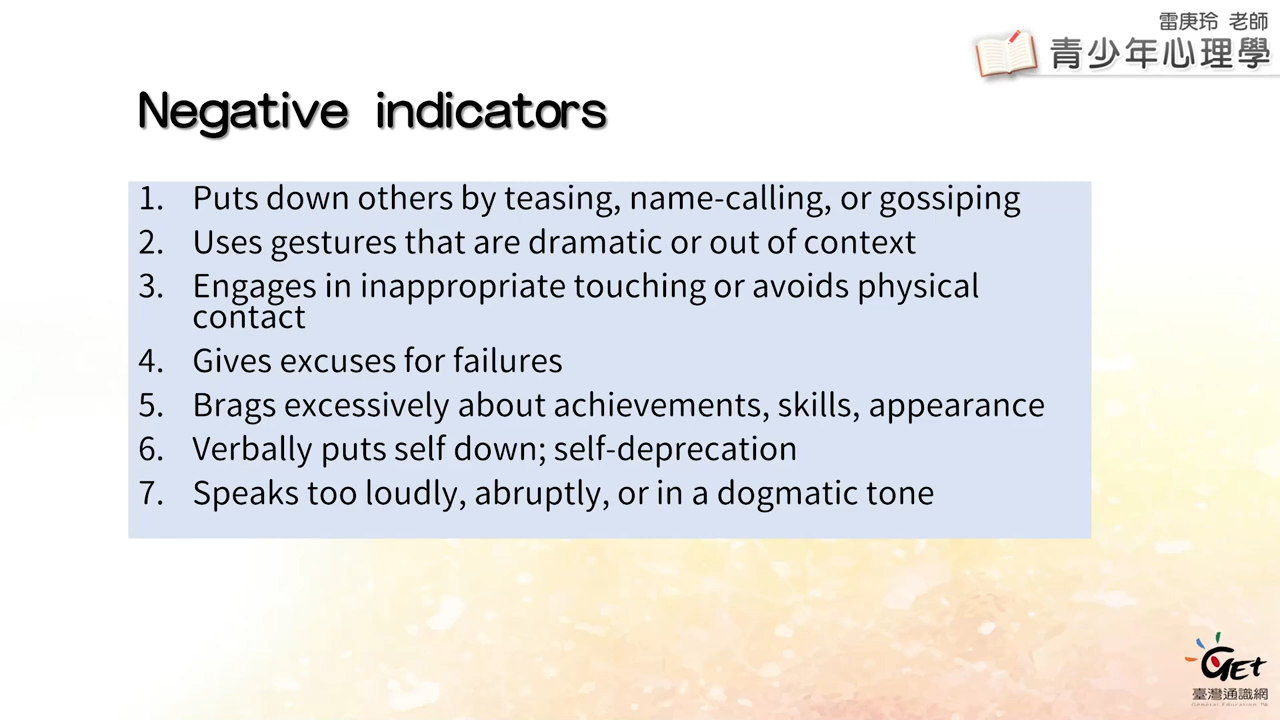 雷庚玲 老師
青少年心理學
Negative indicators
1. Puts down others by teasing, name-calling, or gossiping
2. Uses gestures that are dramatic or out of context
3. Engages in inappropriate touching or avoids physical
contact
4. Gives excuses for failures
5. Brags excessively about achievements, skills, appearance
6. Verbally puts self down; self-deprecation
7. Speaks too loudly, abruptly, or in a dogmatic tone
GEt
臺灣通識網
General Education TW